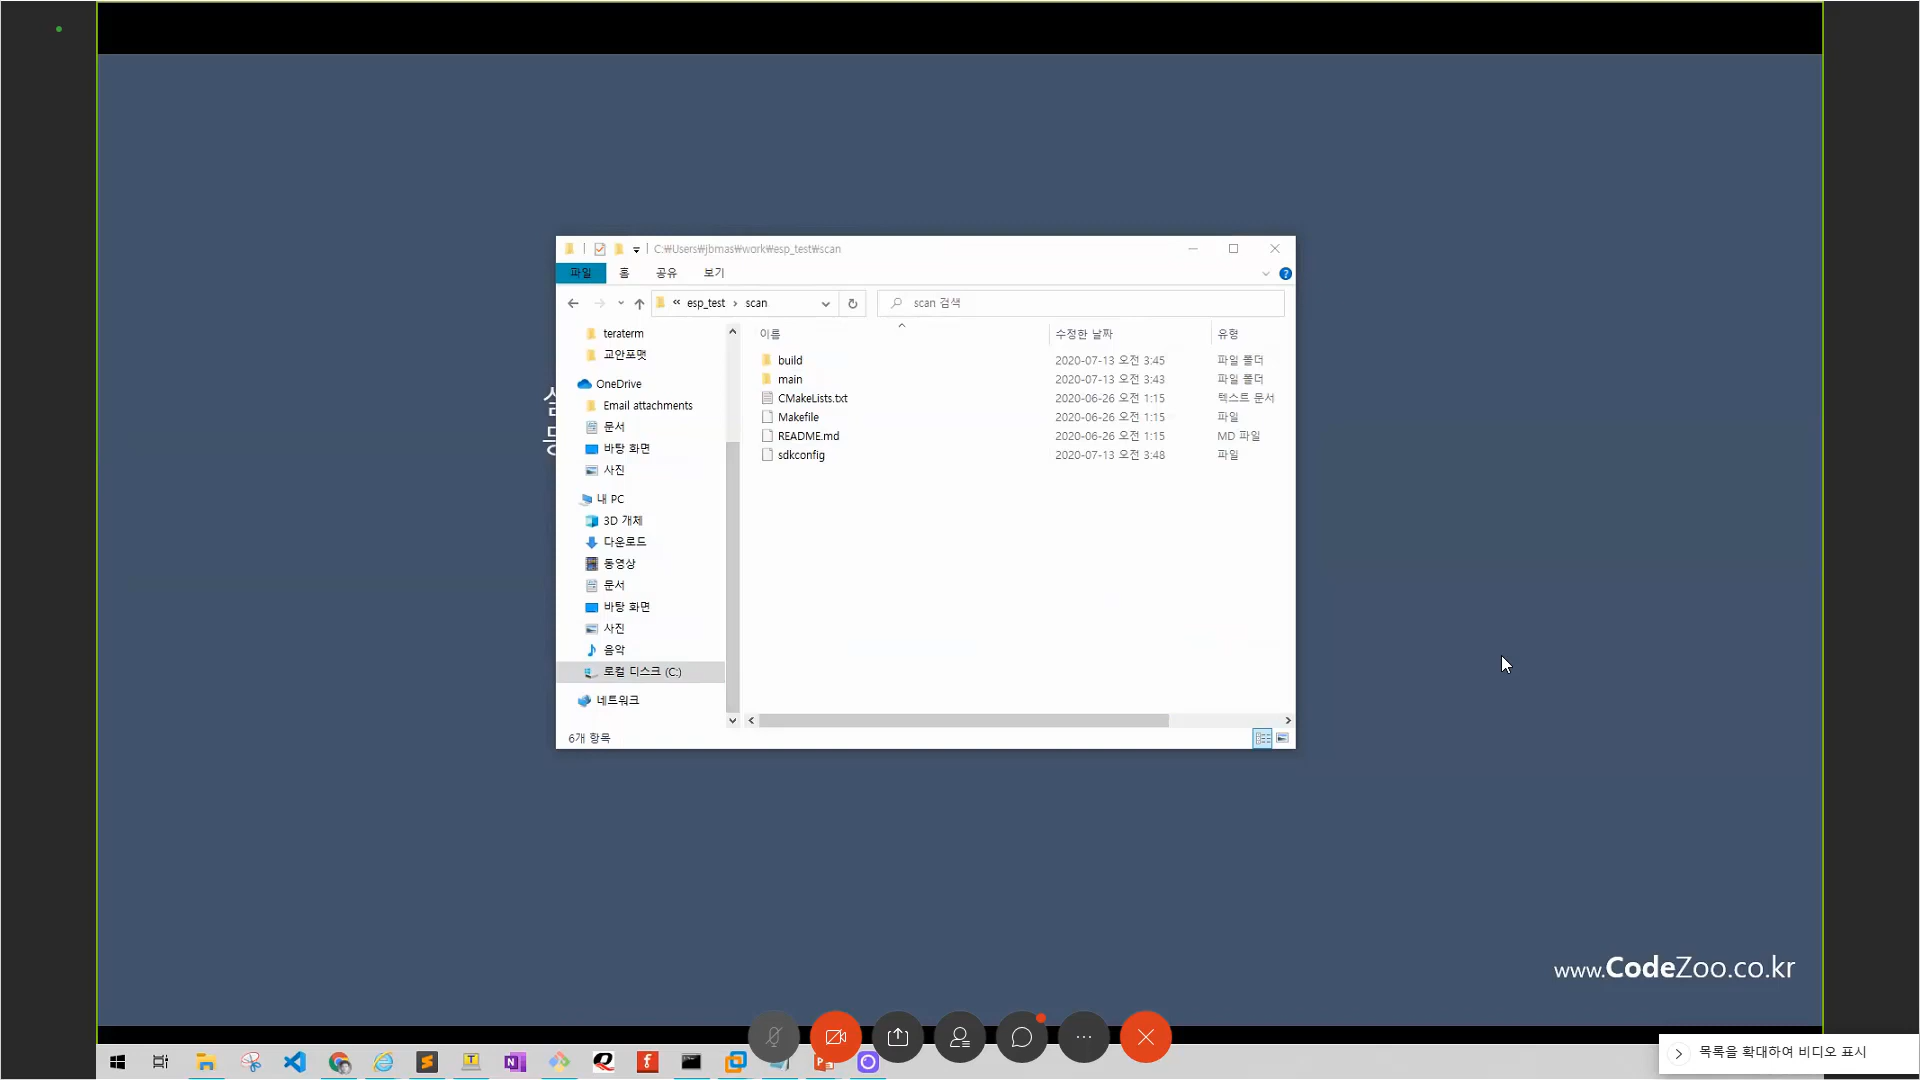 C:₩Users₩jbmas₩work₩esp_test₩scan
파일 홈 공유 보기
« esp_test › scan
scan 검색
teraterm
교안포맷
OneDrive
Email attachments
문서
바탕 화면
사진
내 PC
3D 개체
다운로드
동영상
문서
바탕 화면
사진
음악
로컬 디스크 (C:)
네트워크
이름 수정한 날짜 유형
build 2020-07-13 오전 3:45 파일 폴더
main 2020-07-13 오전 3:43 파일 폴더
CMakeLists.txt 2020-06-26 오전 1:15 텍스트 문서
Makefile 2020-06-26 오전 1:15 파일
README.md 2020-06-26 오전 1:15 MD 파일
sdkconfig 2020-07-13 오전 3:48 파일
6개 항목
www.CodeZoo.co.kr
목록을 확대하여 비디오 표시